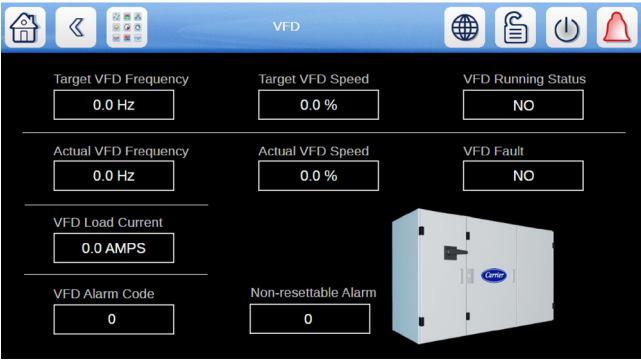 VFD
Target VFD Frequency
Target VFD Speed
VFD Running Status
0.0 Hz
0.0 %
NO
Actual VFD Frequency
Actual VFD Speed
VFD Fault
0.0 Hz
0.0 %
NO
VFD Load Current
0.0 AMPS
Carrier
VFD Alarm Code
Non-resettable Alarm
0
0